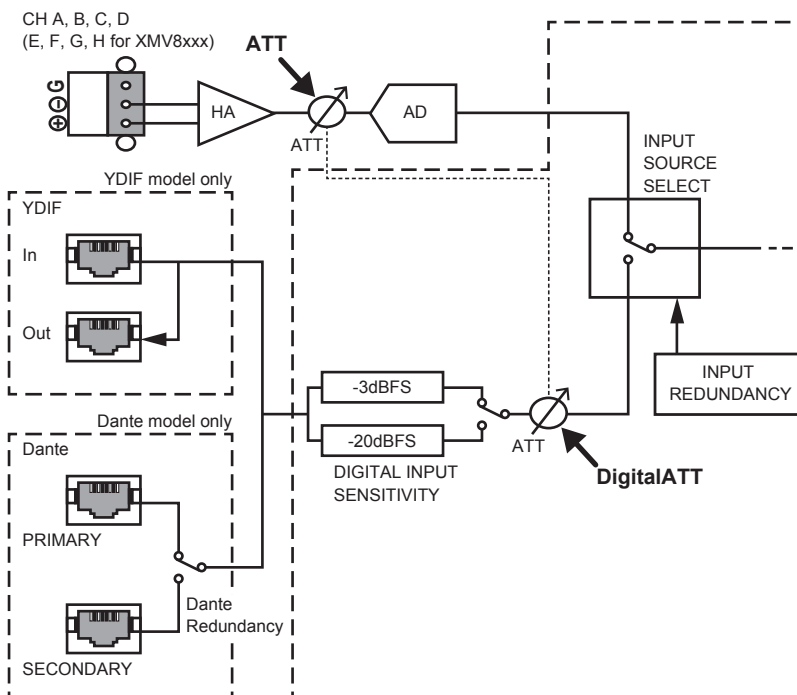 CH A, B, C, D
(E, F, G, H for XMV8xxx)
ATT
G
⊖
⊕
HA
ATT
AD
INPUT
SOURCE
SELECT
YDIF model only
YDIF
In
Out
INPUT
REDUNDANCY
-3dBFS
-20dBFS
ATT
DigitalATT
DIGITAL INPUT
SENSITIVITY
Dante model only
Dante
PRIMARY
Dante
Redundancy
SECONDARY